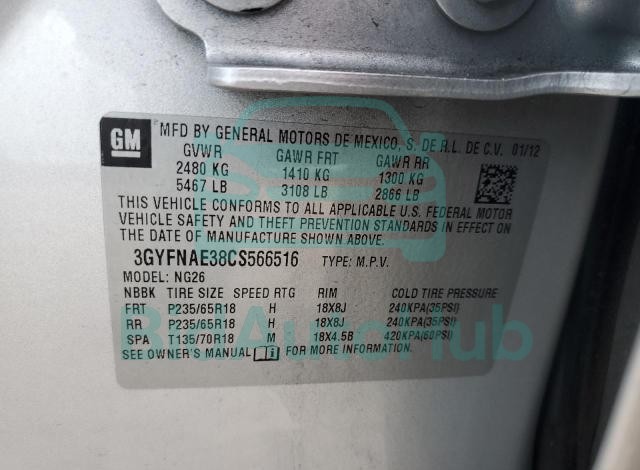 GM
MFD BY GENERAL MOTORS DE MEXICO, S. DE R.L. DE C.V. 01/12
GVWR GAWR FRT GAWR RR
2480 KG 1410 KG 1300 KG
5467 LB 3108 LB 2866 LB
THIS VEHICLE CONFORMS TO ALL APPLICABLE U.S. FEDERAL MOTOR
VEHICLE SAFETY AND THEFT PREVENTION STANDARDS IN EFFECT ON
THE DATE OF MANUFACTURE SHOWN ABOVE.
3GYFNAE38CS566516 TYPE: M.P.V.
MODEL: NG26
NBBK TIRE SIZE SPEED RTG RIM COLD TIRE PRESSURE
FRT P235/65R18 H 18X8J 240KPA(35PSI)
RR P235/65R18 H 18X8J 240KPA(35PSI)
SPA T135/70R18 M 18X4.5B 420KPA(60PSI)
SEE OWNER'S MANUAL FOR MORE INFORMATION.